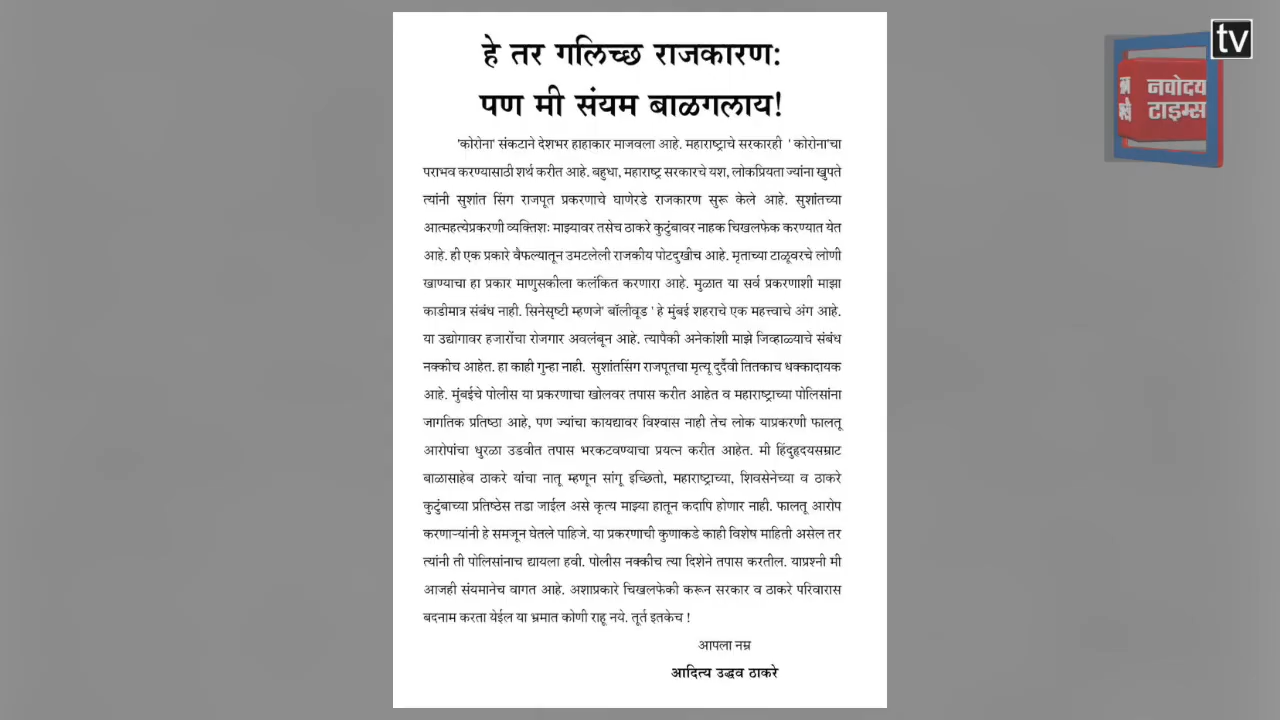 हे तर गलिच्छ राजकारण:
पण मी संयम बाळगलाय!
'कोरोना' संकटाने देशभर हाहाकार माजवला आहे. महाराष्ट्राचे सरकारही ' कोरोना'चा
पराभव करण्यासाठी शर्थ करीत आहे. बहुधा, महाराष्ट्र सरकारचे यश, लोकप्रियता ज्यांना खुपते
त्यांनी सुशांत सिंग राजपूत प्रकरणाचे घाणेरडे राजकारण सुरू केले आहे. सुशांतच्या
आत्महत्येप्रकरणी व्यक्तिशः माझ्यावर तसेच ठाकरे कुटुंबावर नाहक चिखलफेक करण्यात येत
आहे. ही एक प्रकारे वैफल्यातून उमटलेली राजकीय पोटदुखीच आहे. मृताच्या टाळूवरचे लोणी
खाण्याचा हा प्रकार माणुसकीला कलंकित करणारा आहे. मुळात या सर्व प्रकरणाशी माझा
काडीमात्र संबंध नाही. सिनेसृष्टी म्हणजे' बॉलीवूड ' हे मुंबई शहराचे एक महत्त्वाचे अंग आहे.
या उद्योगावर हजारोंचा रोजगार अवलंबून आहे. त्यापैकी अनेकांशी माझे जिव्हाळ्याचे संबंध
नक्कीच आहेत. हा काही गुन्हा नाही. सुशांतसिंग राजपूतचा मृत्यू दुर्दैवी तितकाच धक्कादायक
आहे. मुंबईचे पोलीस या प्रकरणाचा खोलवर तपास करीत आहेत व महाराष्ट्राच्या पोलिसांना
जागतिक प्रतिष्ठा आहे, पण ज्यांचा कायद्यावर विश्वास नाही तेच लोक याप्रकरणी फालतू
आरोपांचा धुरळा उडवीत तपास भरकटवण्याचा प्रयत्न करीत आहेत. मी हिंदुहृदयसम्राट
बाळासाहेब ठाकरे यांचा नातू म्हणून सांगू इच्छितो, महाराष्ट्राच्या, शिवसेनेच्या व ठाकरे
कुटुंबाच्या प्रतिष्ठेस तडा जाईल असे कृत्य माझ्या हातून कदापि होणार नाही. फालतू आरोप
करणाऱ्यांनी हे समजून घेतले पाहिजे. या प्रकरणाची कुणाकडे काही विशेष माहिती असेल तर
त्यांनी ती पोलिसांनाच द्यायला हवी. पोलीस नक्कीच त्या दिशेने तपास करतील. याप्रश्नी मी
आजही संयमानेच वागत आहे. अशाप्रकारे चिखलफेकी करून सरकार व ठाकरे परिवारास
बदनाम करता येईल या भ्रमात कोणी राहू नये. तूर्त इतकेच !
आपला नम्र
आदित्य उद्धव ठाकरे
tv
नवोदय
टाइम्स